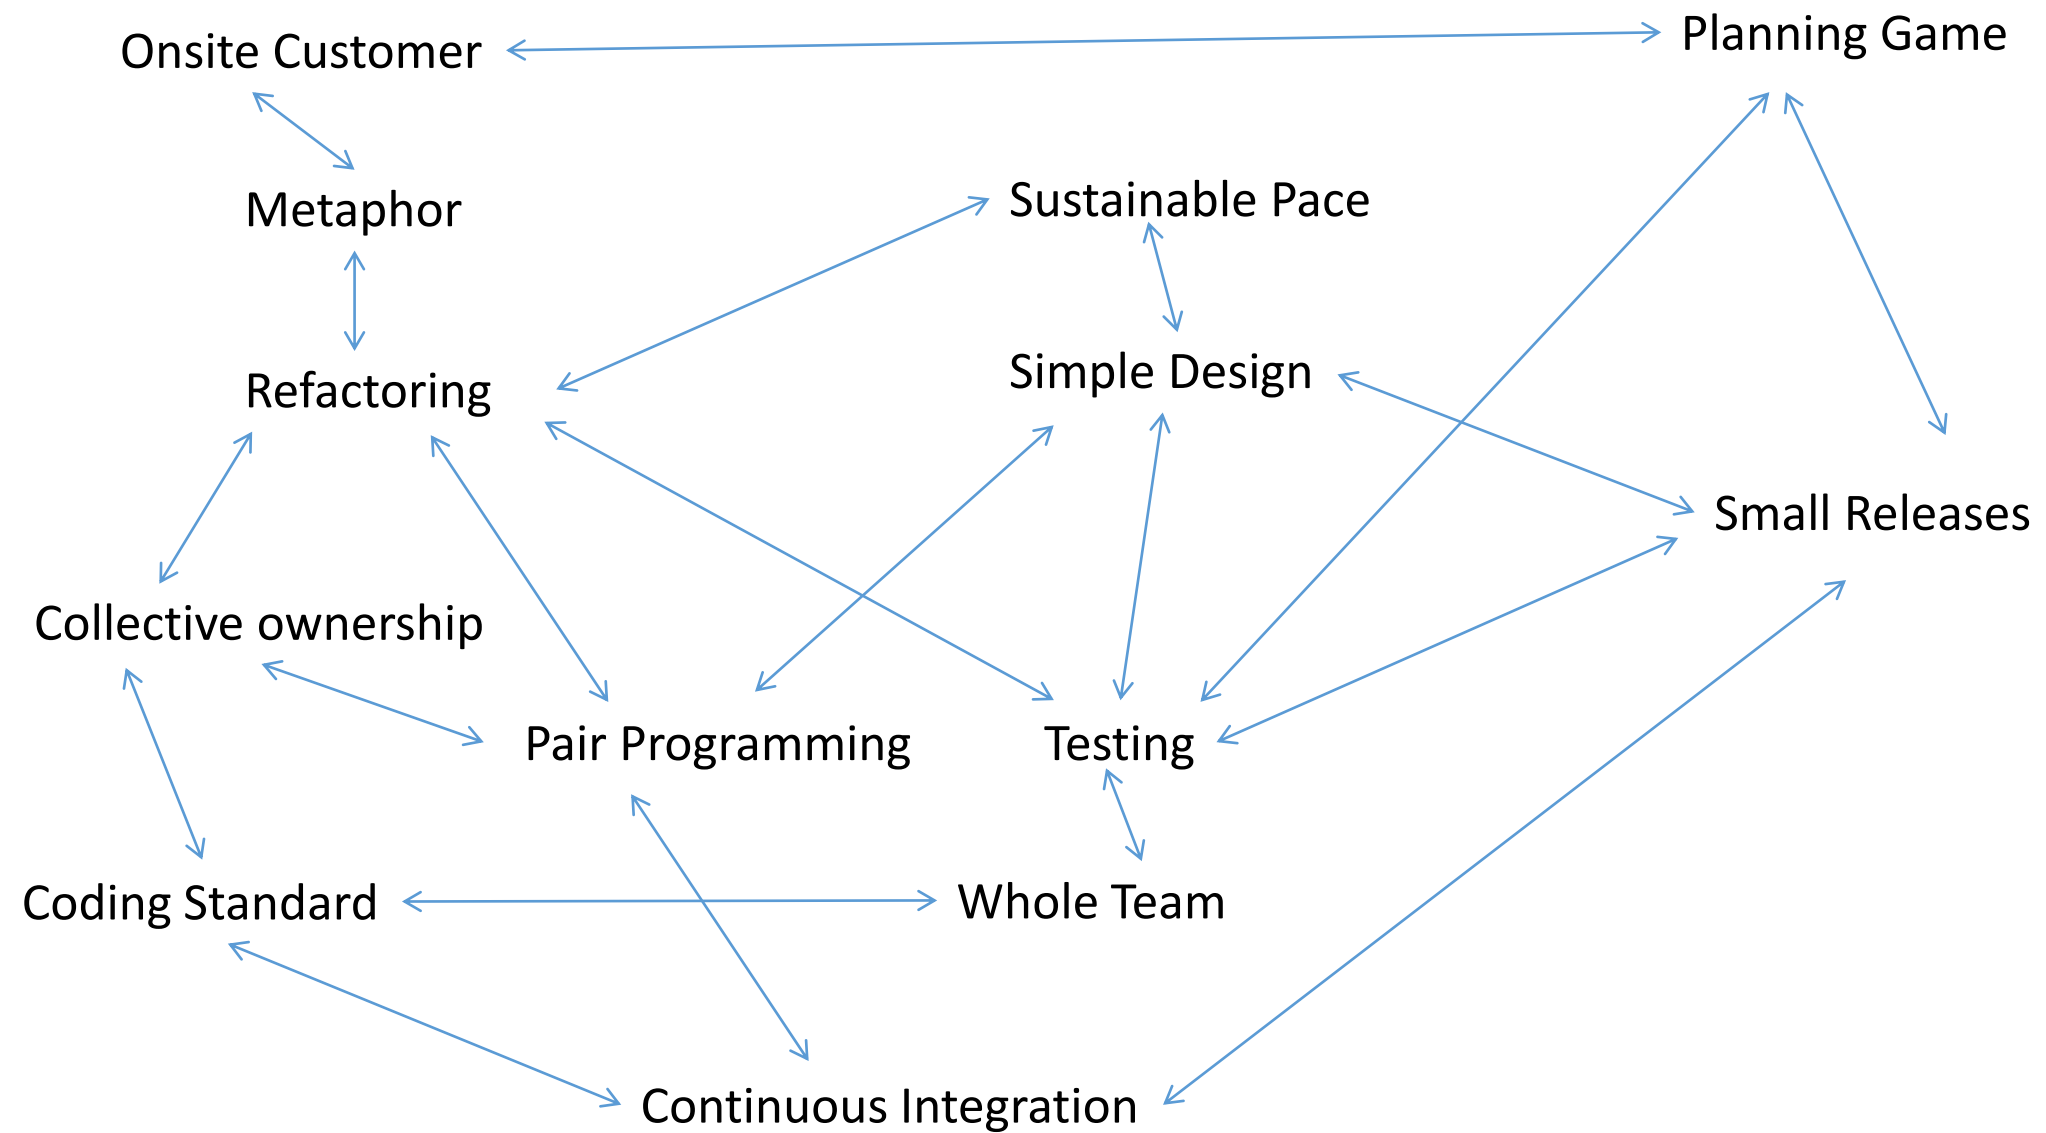 Onsite Customer
Planning Game
Metaphor
Sustainable Pace
Refactoring
Simple Design
Small Releases
Collective ownership
Pair Programming
Testing
Coding Standard
Whole Team
Continuous Integration